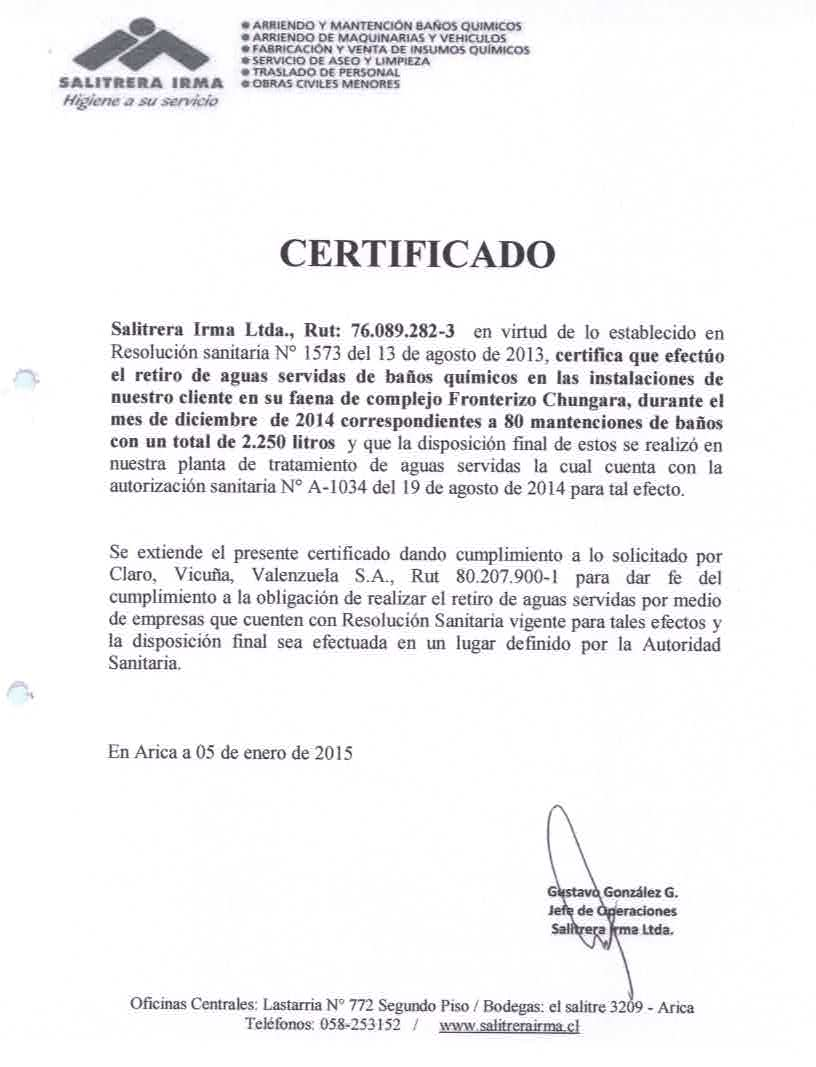 SALITRERA IRMA
Higiene a su servicio
● ARRIENDO Y MANTENCIÓN BAÑOS QUIMICOS
● ARRIENDO DE MAQUINARIAS Y VEHICULOS
● FABRICACIÓN Y VENTA DE INSUMOS QUÍMICOS
● SERVICIO DE ASEO Y LIMPIEZA
● TRASLADO DE PERSONAL
● OBRAS CIVILES MENORES
CERTIFICADO
Salitrera Irma Ltda., Rut: 76.089.282-3 en virtud de lo establecido en
Resolución sanitaria N° 1573 del 13 de agosto de 2013, certifica que efectúo
el retiro de aguas servidas de baños químicos en las instalaciones de
nuestro cliente en su faena de complejo Fronterizo Chungara, durante el
mes de diciembre de 2014 correspondientes a 80 mantenciones de baños
con un total de 2.250 litros y que la disposición final de estos se realizó en
nuestra planta de tratamiento de aguas servidas la cual cuenta con la
autorización sanitaria N° A-1034 del 19 de agosto de 2014 para tal efecto.
Se extiende el presente certificado dando cumplimiento a lo solicitado por
Claro, Vicuña, Valenzuela S.A., Rut 80.207.900-1 para dar fe del
cumplimiento a la obligación de realizar el retiro de aguas servidas por medio
de empresas que cuenten con Resolución Sanitaria vigente para tales efectos y
la disposición final sea efectuada en un lugar definido por la Autoridad
Sanitaria.
En Arica a 05 de enero de 2015
Gustavo González G.
Jefe de Operaciones
Salitrera Irma Ltda.
Oficinas Centrales: Lastarria N° 772 Segundo Piso / Bodegas: el salitre 3209 - Arica
Teléfonos: 058-253152 / www.salitrerairma.cl